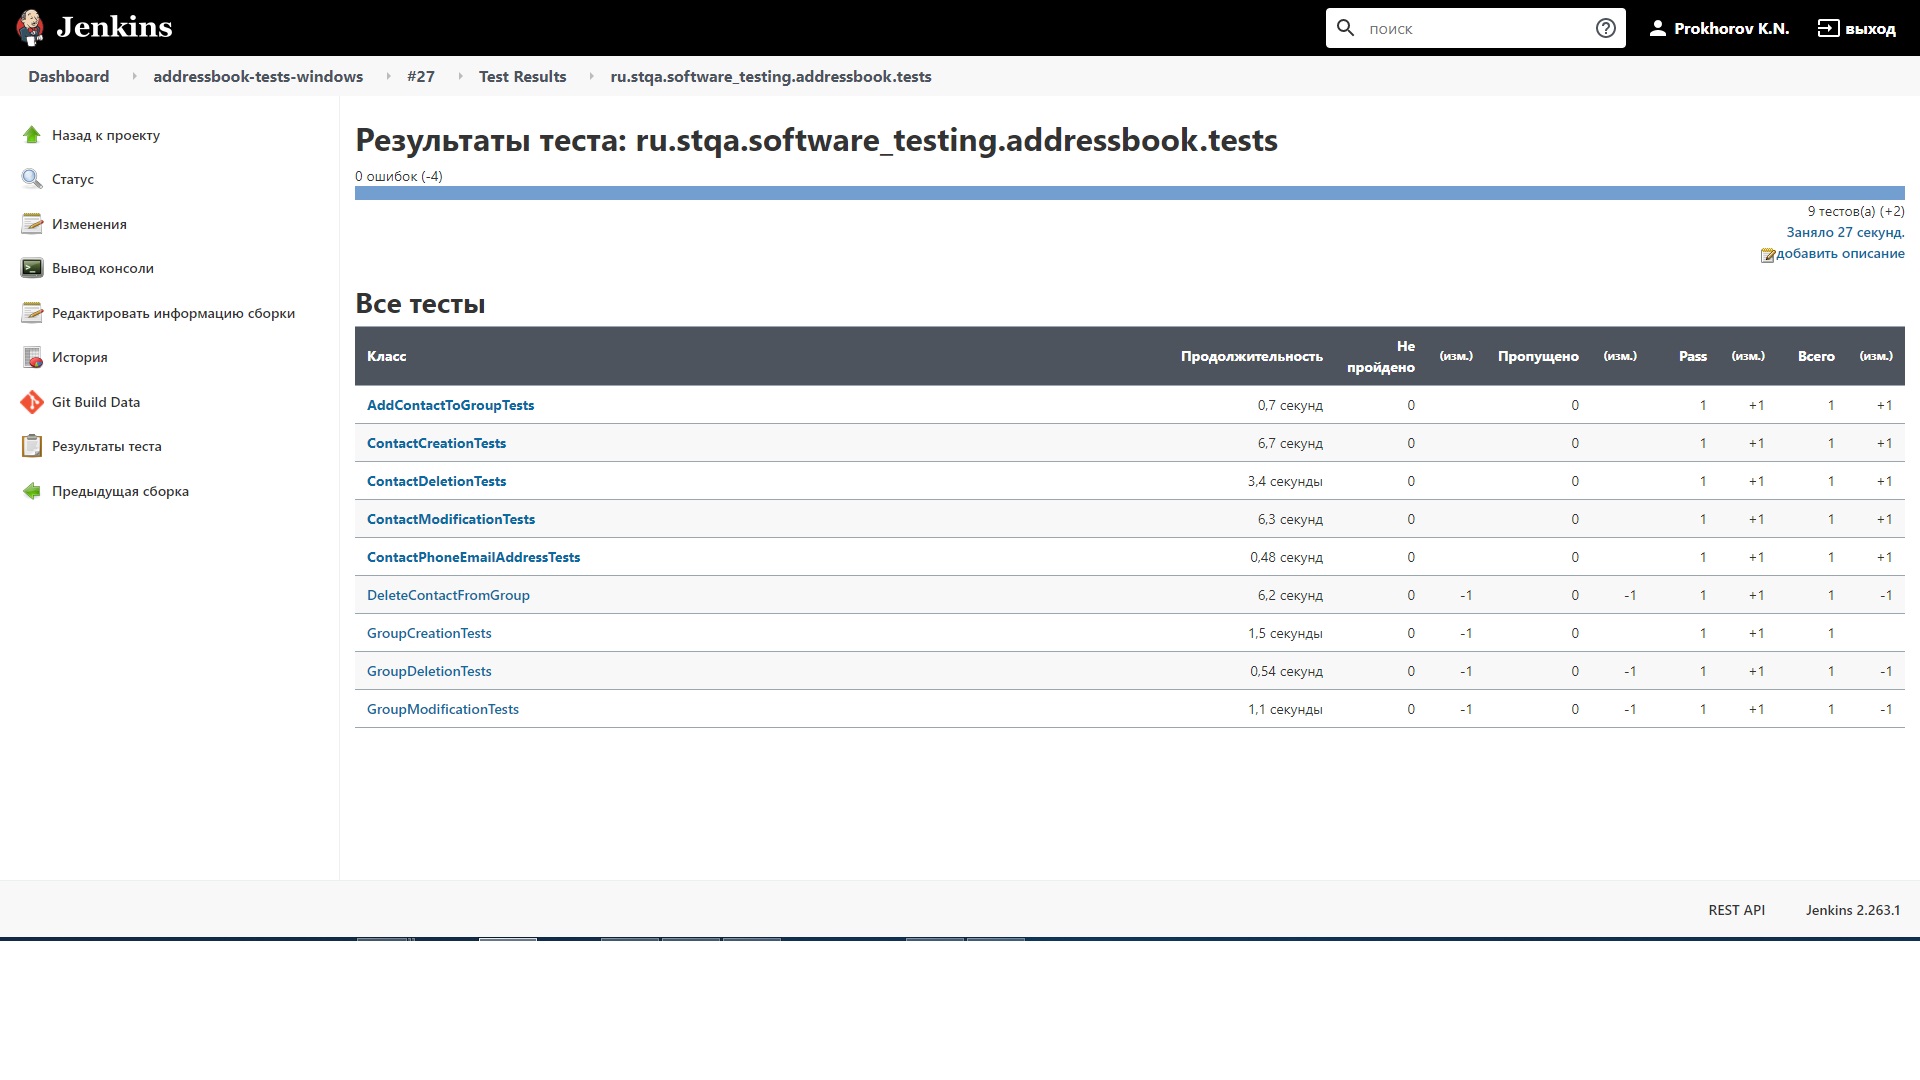 Jenkins
поиск
Prokhorov K.N.
выход
Dashboard addressbook-tests-windows #27 Test Results ru.stqa.software_testing.addressbook.tests
Назад к проекту
Статус
Изменения
Вывод консоли
Редактировать информацию сборки
История
Git Build Data
Результаты теста
Предыдущая сборка
Результаты теста: ru.stqa.software_testing.addressbook.tests
0 ошибок (-4)
9 тестов(а) (+2)
Заняло 27 секунд.
добавить описание
Все тесты
Класс Продолжительность Не пройдено (изм.) Пропущено (изм.) Pass (изм.) Всего (изм.)
AddContactToGroupTests 0,7 секунд 0 0 1 +1 1 +1
ContactCreationTests 6,7 секунд 0 0 1 +1 1 +1
ContactDeletionTests 3,4 секунды 0 0 1 +1 1 +1
ContactModificationTests 6,3 секунд 0 0 1 +1 1 +1
ContactPhoneEmailAddressTests 0,48 секунд 0 0 1 +1 1 +1
DeleteContactFromGroup 6,2 секунд 0 -1 0 -1 1 +1 1 -1
GroupCreationTests 1,5 секунды 0 -1 0 1 +1 1
GroupDeletionTests 0,54 секунд 0 -1 0 -1 1 +1 1 -1
GroupModificationTests 1,1 секунды 0 -1 0 -1 1 +1 1 -1
REST API Jenkins 2.263.1